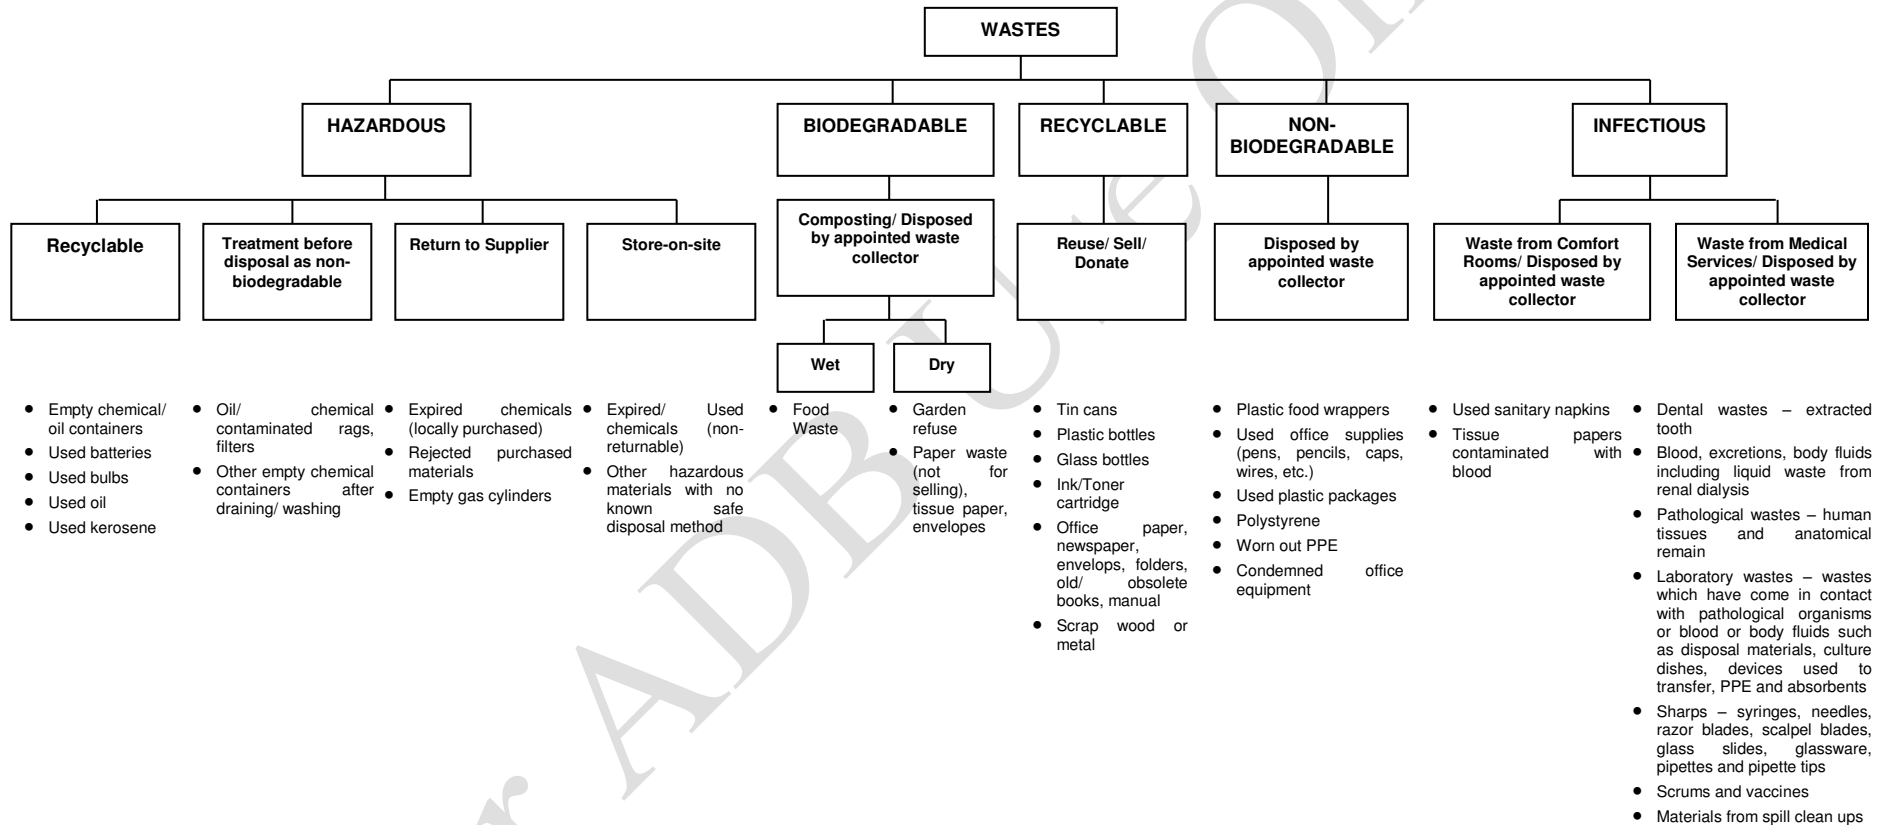 WASTES
HAZARDOUS
BIODEGRADABLE
RECYCLABLE
NON-
BIODEGRADABLE
INFECTIOUS
Recyclable
Treatment before
disposal as non-
biodegradable
Return to Supplier
Store-on-site
Composting/ Disposed
by appointed waste
collector
Reuse/ Sell/
Donate
Disposed by
appointed waste
collector
Waste from Comfort
Rooms/ Disposed by
appointed waste
collector
Waste from Medical
Services/ Disposed by
appointed waste
collector
Wet
Dry
• Empty chemical/
oil containers
• Used batteries
• Used bulbs
• Used oil
• Used kerosene
• Oil/ chemical
contaminated rags,
filters
• Other empty chemical
containers after
draining/ washing
• Expired chemicals
(locally purchased)
• Rejected purchased
materials
• Empty gas cylinders
• Expired/ Used
chemicals (non-
returnable)
• Other hazardous
materials with no
known safe
disposal method
• Food
Waste
• Garden
refuse
• Paper waste
(not for
selling),
tissue paper,
envelopes
• Tin cans
• Plastic bottles
• Glass bottles
• Ink/Toner
cartridge
• Office paper,
newspaper,
envelops, folders,
old/ obsolete
books, manual
• Scrap wood or
metal
• Plastic food wrappers
• Used office supplies
(pens, pencils, caps,
wires, etc.)
• Used plastic packages
• Polystyrene
• Worn out PPE
• Condemned office
equipment
• Used sanitary napkins
• Tissue papers
contaminated with
blood
• Dental wastes – extracted
tooth
• Blood, excretions, body fluids
including liquid waste from
renal dialysis
• Pathological wastes – human
tissues and anatomical
remain
• Laboratory wastes – wastes
which have come in contact
with pathological organisms
or blood or body fluids such
as disposal materials, culture
dishes, devices used to
transfer, PPE and absorbents
• Sharps – syringes, needles,
razor blades, scalpel blades,
glass slides, glassware,
pipettes and pipette tips
• Scrums and vaccines
• Materials from spill clean ups
r ADB Use On